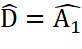 D̂ = Â₁